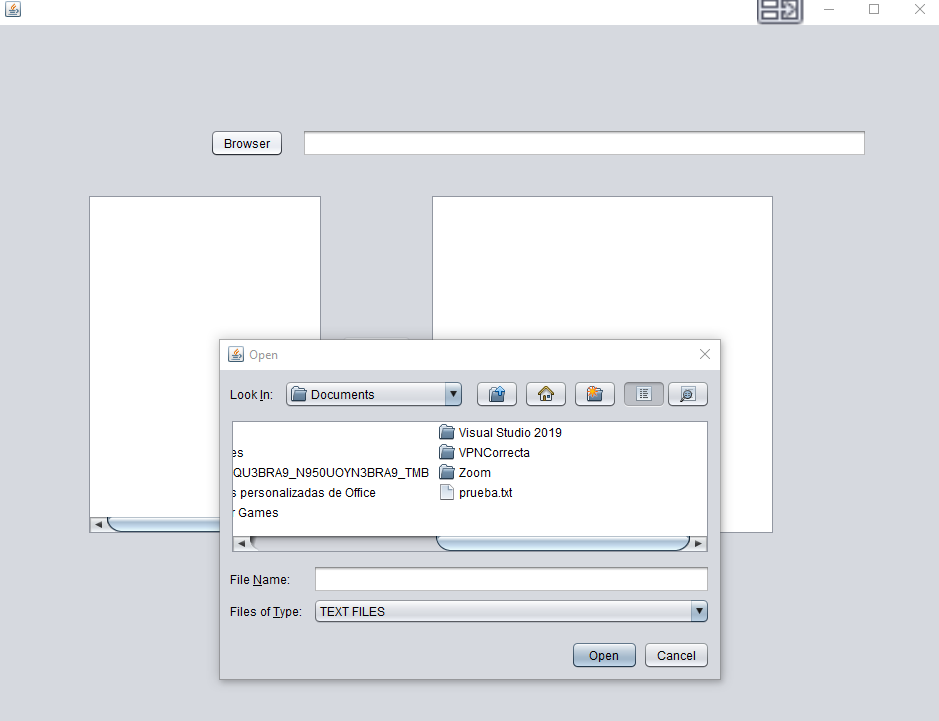 Browser
Open
Look In:
Documents
es
QU3BRA9_N950UOYN3BRA9_TMB
s personalizadas de Office
r Games
Visual Studio 2019
VPNCorrecta
Zoom
prueba.txt
File Name:
Files of Type:
TEXT FILES
Open
Cancel